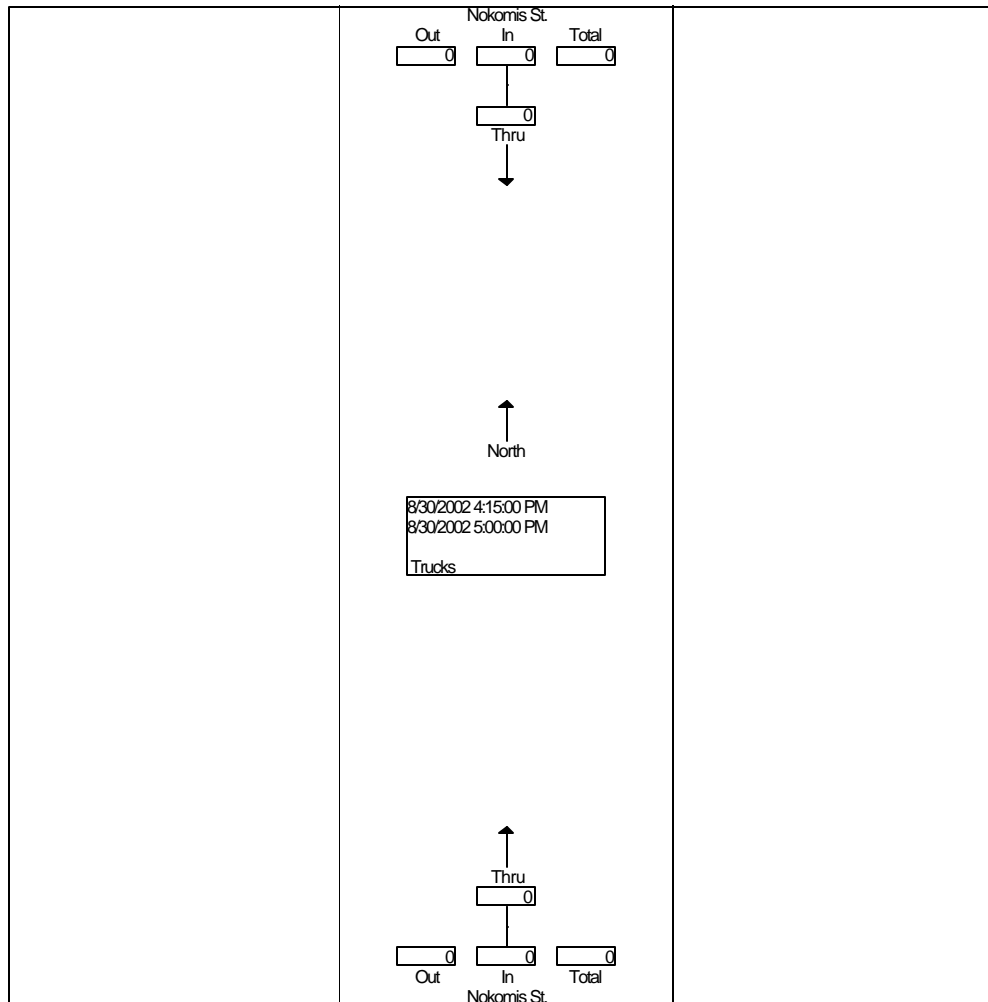 Nokomis St.
Out In Total
0 0 0
0
Thru
North
8/30/2002 4:15:00 PM
8/30/2002 5:00:00 PM
Trucks
Thru
0
0 0 0
Out In Total
Nokomis St.